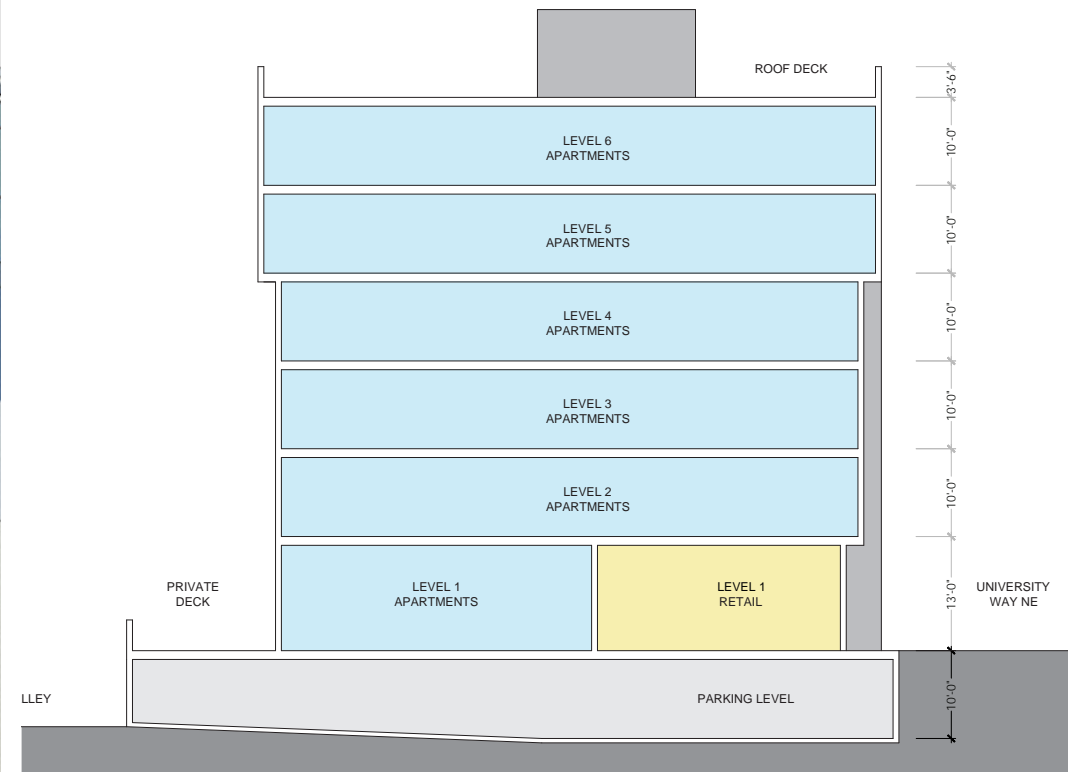 ROOF DECK
3'-6"
LEVEL 6
APARTMENTS
10'-0"
LEVEL 5
APARTMENTS
10'-0"
LEVEL 4
APARTMENTS
10'-0"
LEVEL 3
APARTMENTS
10'-0"
LEVEL 2
APARTMENTS
10'-0"
PRIVATE
DECK
LEVEL 1
APARTMENTS
LEVEL 1
RETAIL
13'-0"
UNIVERSITY
WAY NE
LLEY
PARKING LEVEL
10'-0"